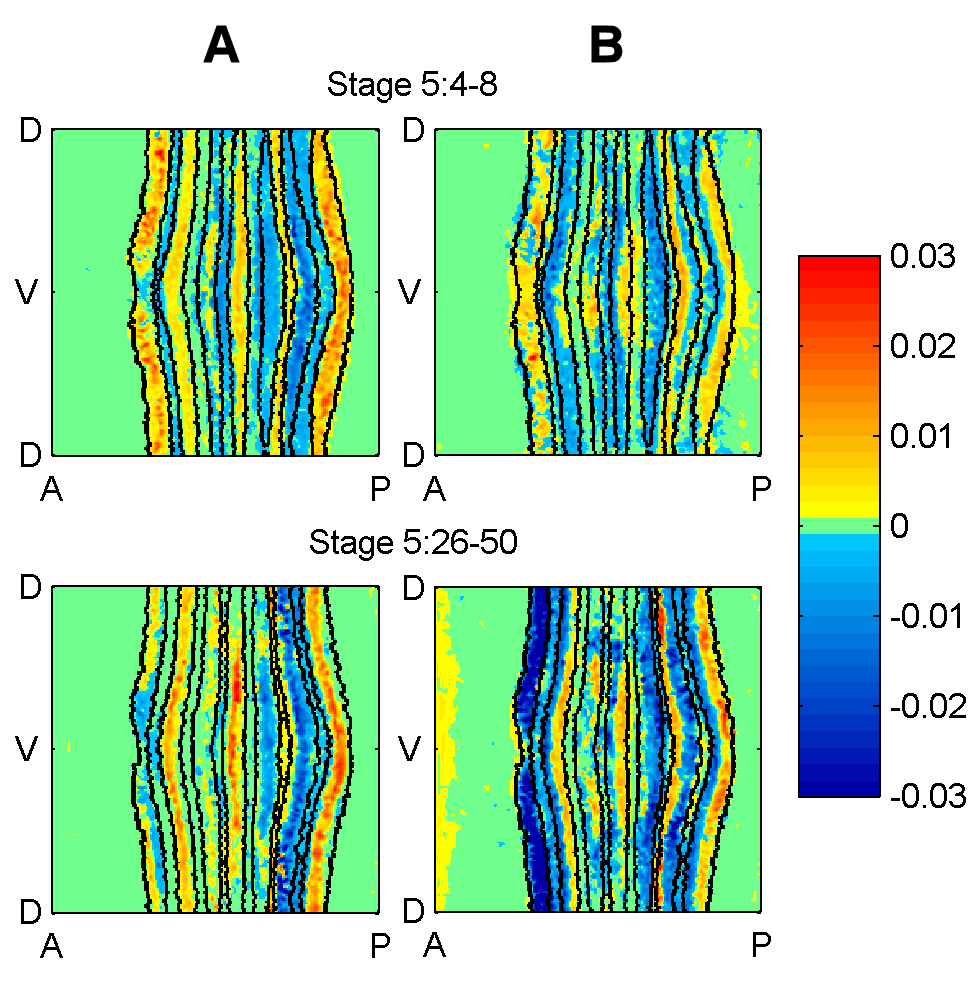 A B
Stage 5:4-8
D D
0.03
V V
0.02
0.01
D D
A P A P
0
Stage 5:26-50
D D
-0.01
-0.02
V V
-0.03
D D
A P A P